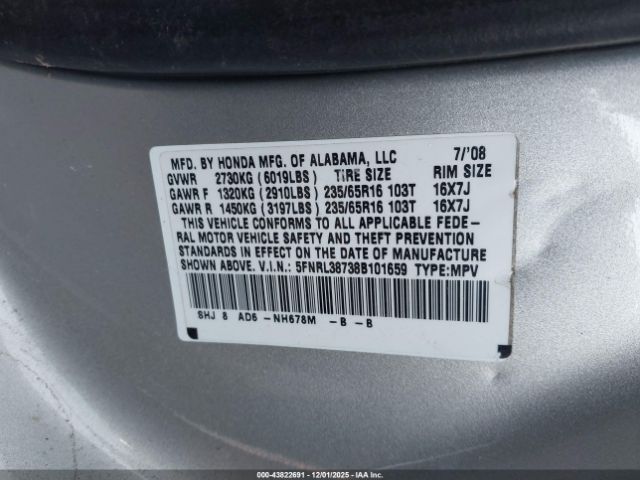 MFD. BY HONDA MFG. OF ALABAMA, LLC 7/'08
GVWR 2730KG (6019LBS) TIRE SIZE RIM SIZE
GAWR F 1320KG (2910LBS) 235/65R16 103T 16X7J
GAWR R 1450KG (3197LBS) 235/65R16 103T 16X7J
THIS VEHICLE CONFORMS TO ALL APPLICABLE FEDE-
RAL MOTOR VEHICLE SAFETY AND THEFT PREVENTION
STANDARDS IN EFFECT ON THE DATE OF MANUFACTURE
SHOWN ABOVE. V.I.N.: 5FNRL38738B101659 TYPE:MPV
SHJ 8 AD6 -NH678M -B -B
000-43822691 - 12/01/2025 - IAAI.COM